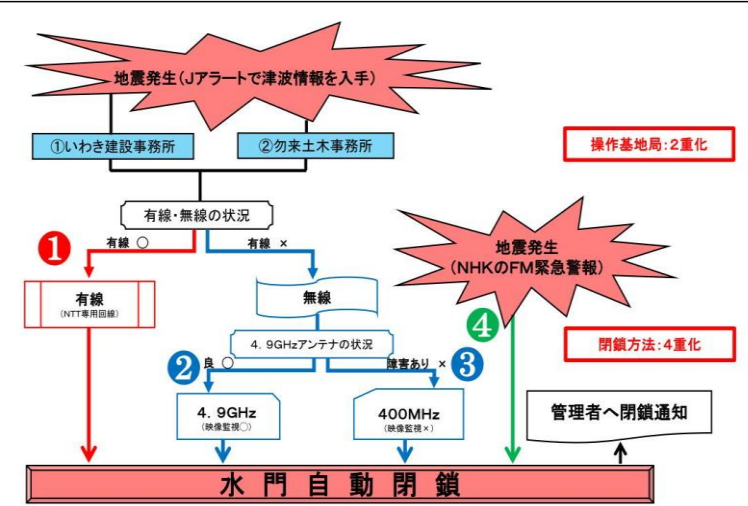 地震発生(Jアラートで津波情報を入手)
①いわき建設事務所
②勿来土木事務所
操作基地局:2重化
有線・無線の状況
1
有線 ○
有線 ×
地震発生
(NHKのFM緊急警報)
有線
(NTT専用回線)
無線
4
4.9GHzアンテナの状況
閉鎖方法:4重化
2
良 ○
障害あり ×
3
4.9GHz
(映像監視○)
400MHz
(映像監視×)
管理者へ閉鎖通知
水門自動閉鎖